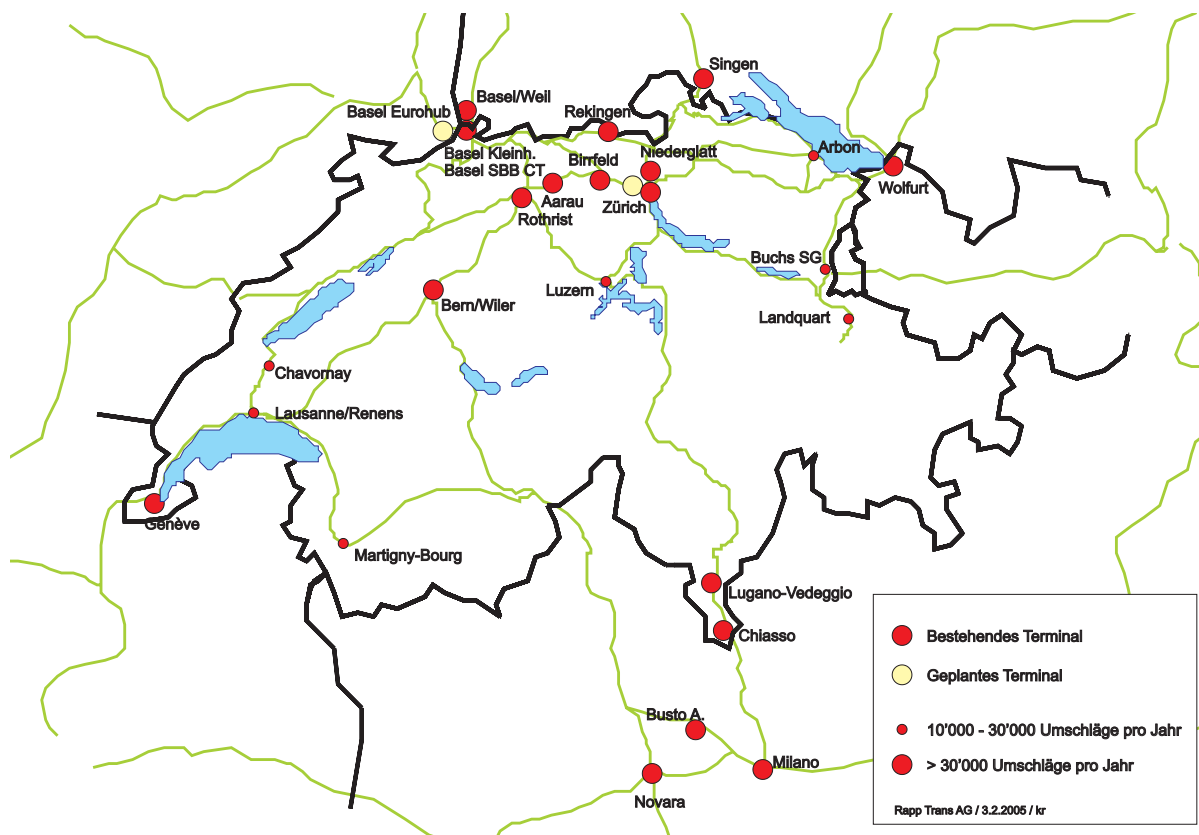 Singen
Basel/Weil
Basel Eurohub
Rekingen
Basel Kleinh.
Basel SBB CT
Birrfeld
Niederglatt
Arbon
Wolfurt
Aarau
Zürich
Rothrist
Buchs SG
Luzern
Bern/Wiler
Landquart
Chavornay
Lausanne/Renens
Genève
Martigny-Bourg
Lugano-Vedeggio
Chiasso
Busto A.
Milano
Novara
Bestehendes Terminal
Geplantes Terminal
10'000 - 30'000 Umschläge pro Jahr
> 30'000 Umschläge pro Jahr
Rapp Trans AG / 3.2.2005 / kr